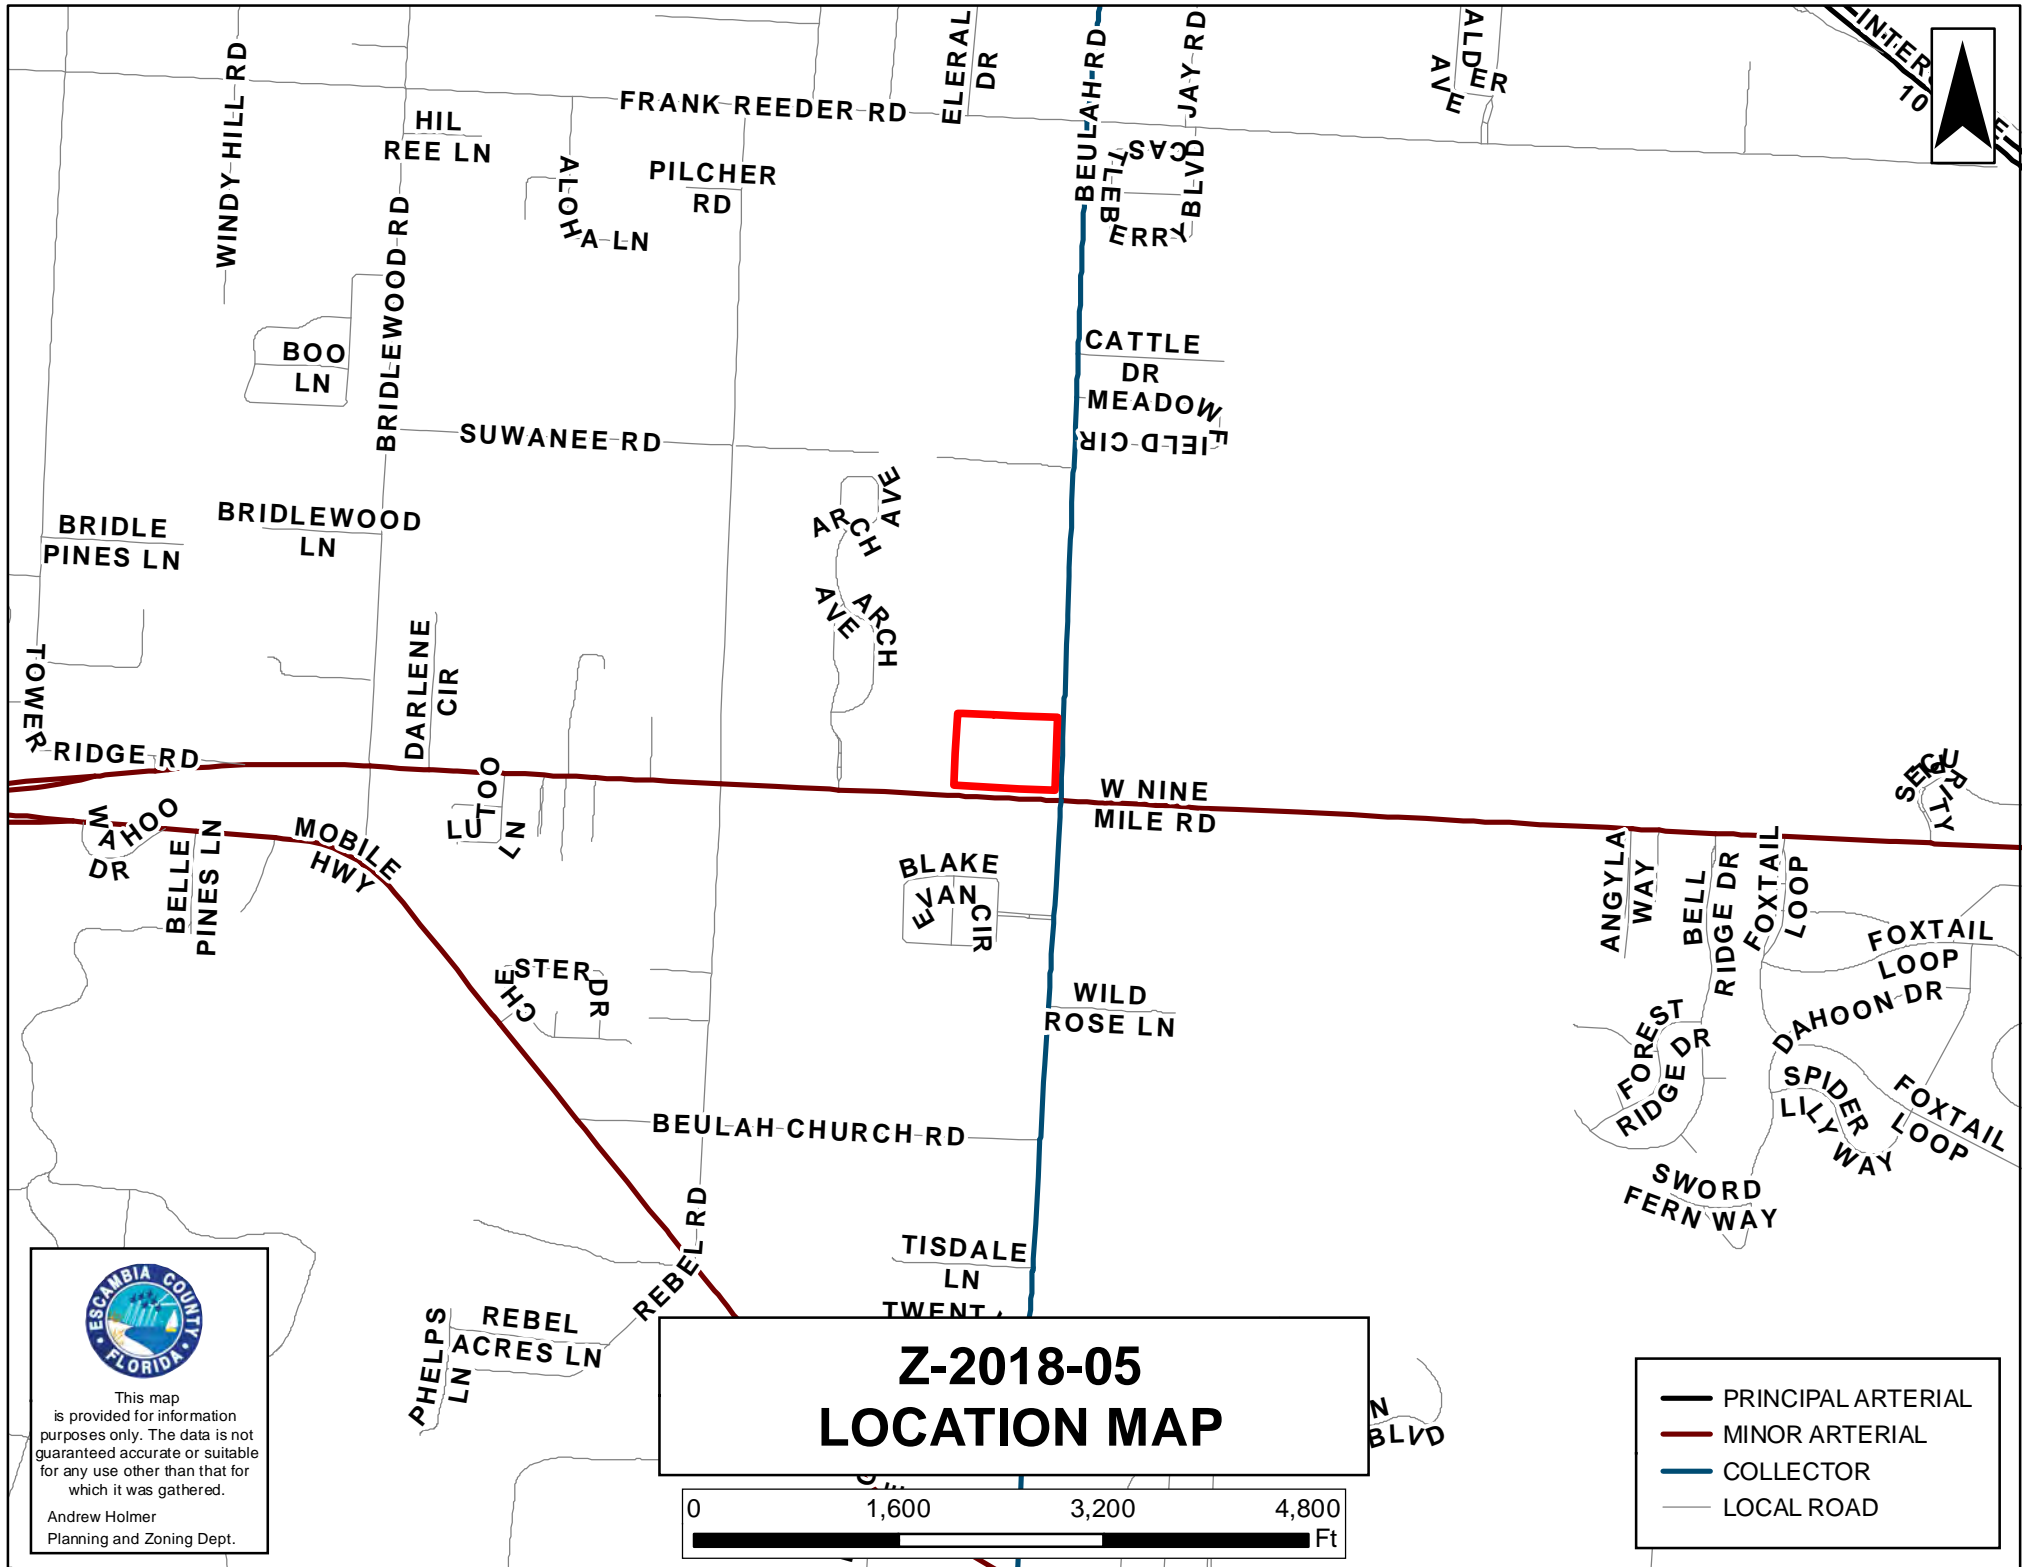 WINDY HILL RD
HIL
REE LN
FRANK REEDER RD
ELERAL
DR
BEULAH RD
JAY RD
ALDER
AVE
INTERS
10
E
ALOHA LN
PILCHER
RD
CASTLEBERRY BLVD
BRIDLEWOOD RD
BOO
LN
CATTLE
DR
MEADOWFIELD CIR
SUWANEE RD
BRIDLE
PINES LN
BRIDLEWOOD
LN
ARCH
AVE
ARCH
AVE
TOWER RIDGE RD
DARLENE
CIR
LUTOO
LN
W NINE
MILE RD
SECURITY
WAHOO
DR
BELLE
PINES LN
MOBILE
HWY
BLAKE
EVAN CIR
ANGYLA
WAY
BELL
RIDGE DR
FOXTAIL
LOOP
FOXTAIL
LOOP
DAHOON DR
CHESTER DR
WILD
ROSE LN
FOREST
RIDGE DR
SPIDER
LILY WAY
FOXTAIL
LOOP
BEULAH CHURCH RD
SWORD
FERN WAY
REBEL RD
TISDALE
LN
TWENT
PHELPS
LN
REBEL
ACRES LN
N
BLVD
ESCAMBIA COUNTY
FLORIDA
This map
is provided for information
purposes only. The data is not
guaranteed accurate or suitable
for any use other than that for
which it was gathered.
Andrew Holmer
Planning and Zoning Dept.
Z-2018-05
LOCATION MAP
0 1,600 3,200 4,800
Ft
PRINCIPAL ARTERIAL
MINOR ARTERIAL
COLLECTOR
LOCAL ROAD